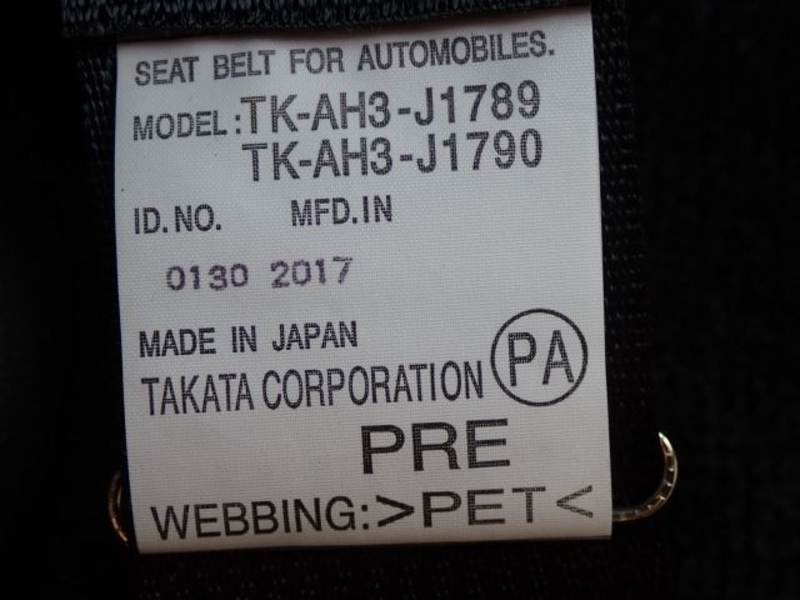 SEAT BELT FOR AUTOMOBILES.
MODEL:TK-AH3-J1789
TK-AH3-J1790
ID.NO. MFD.IN
0130 2017
MADE IN JAPAN
TAKATA CORPORATION PA
PRE
WEBBING:>PET<